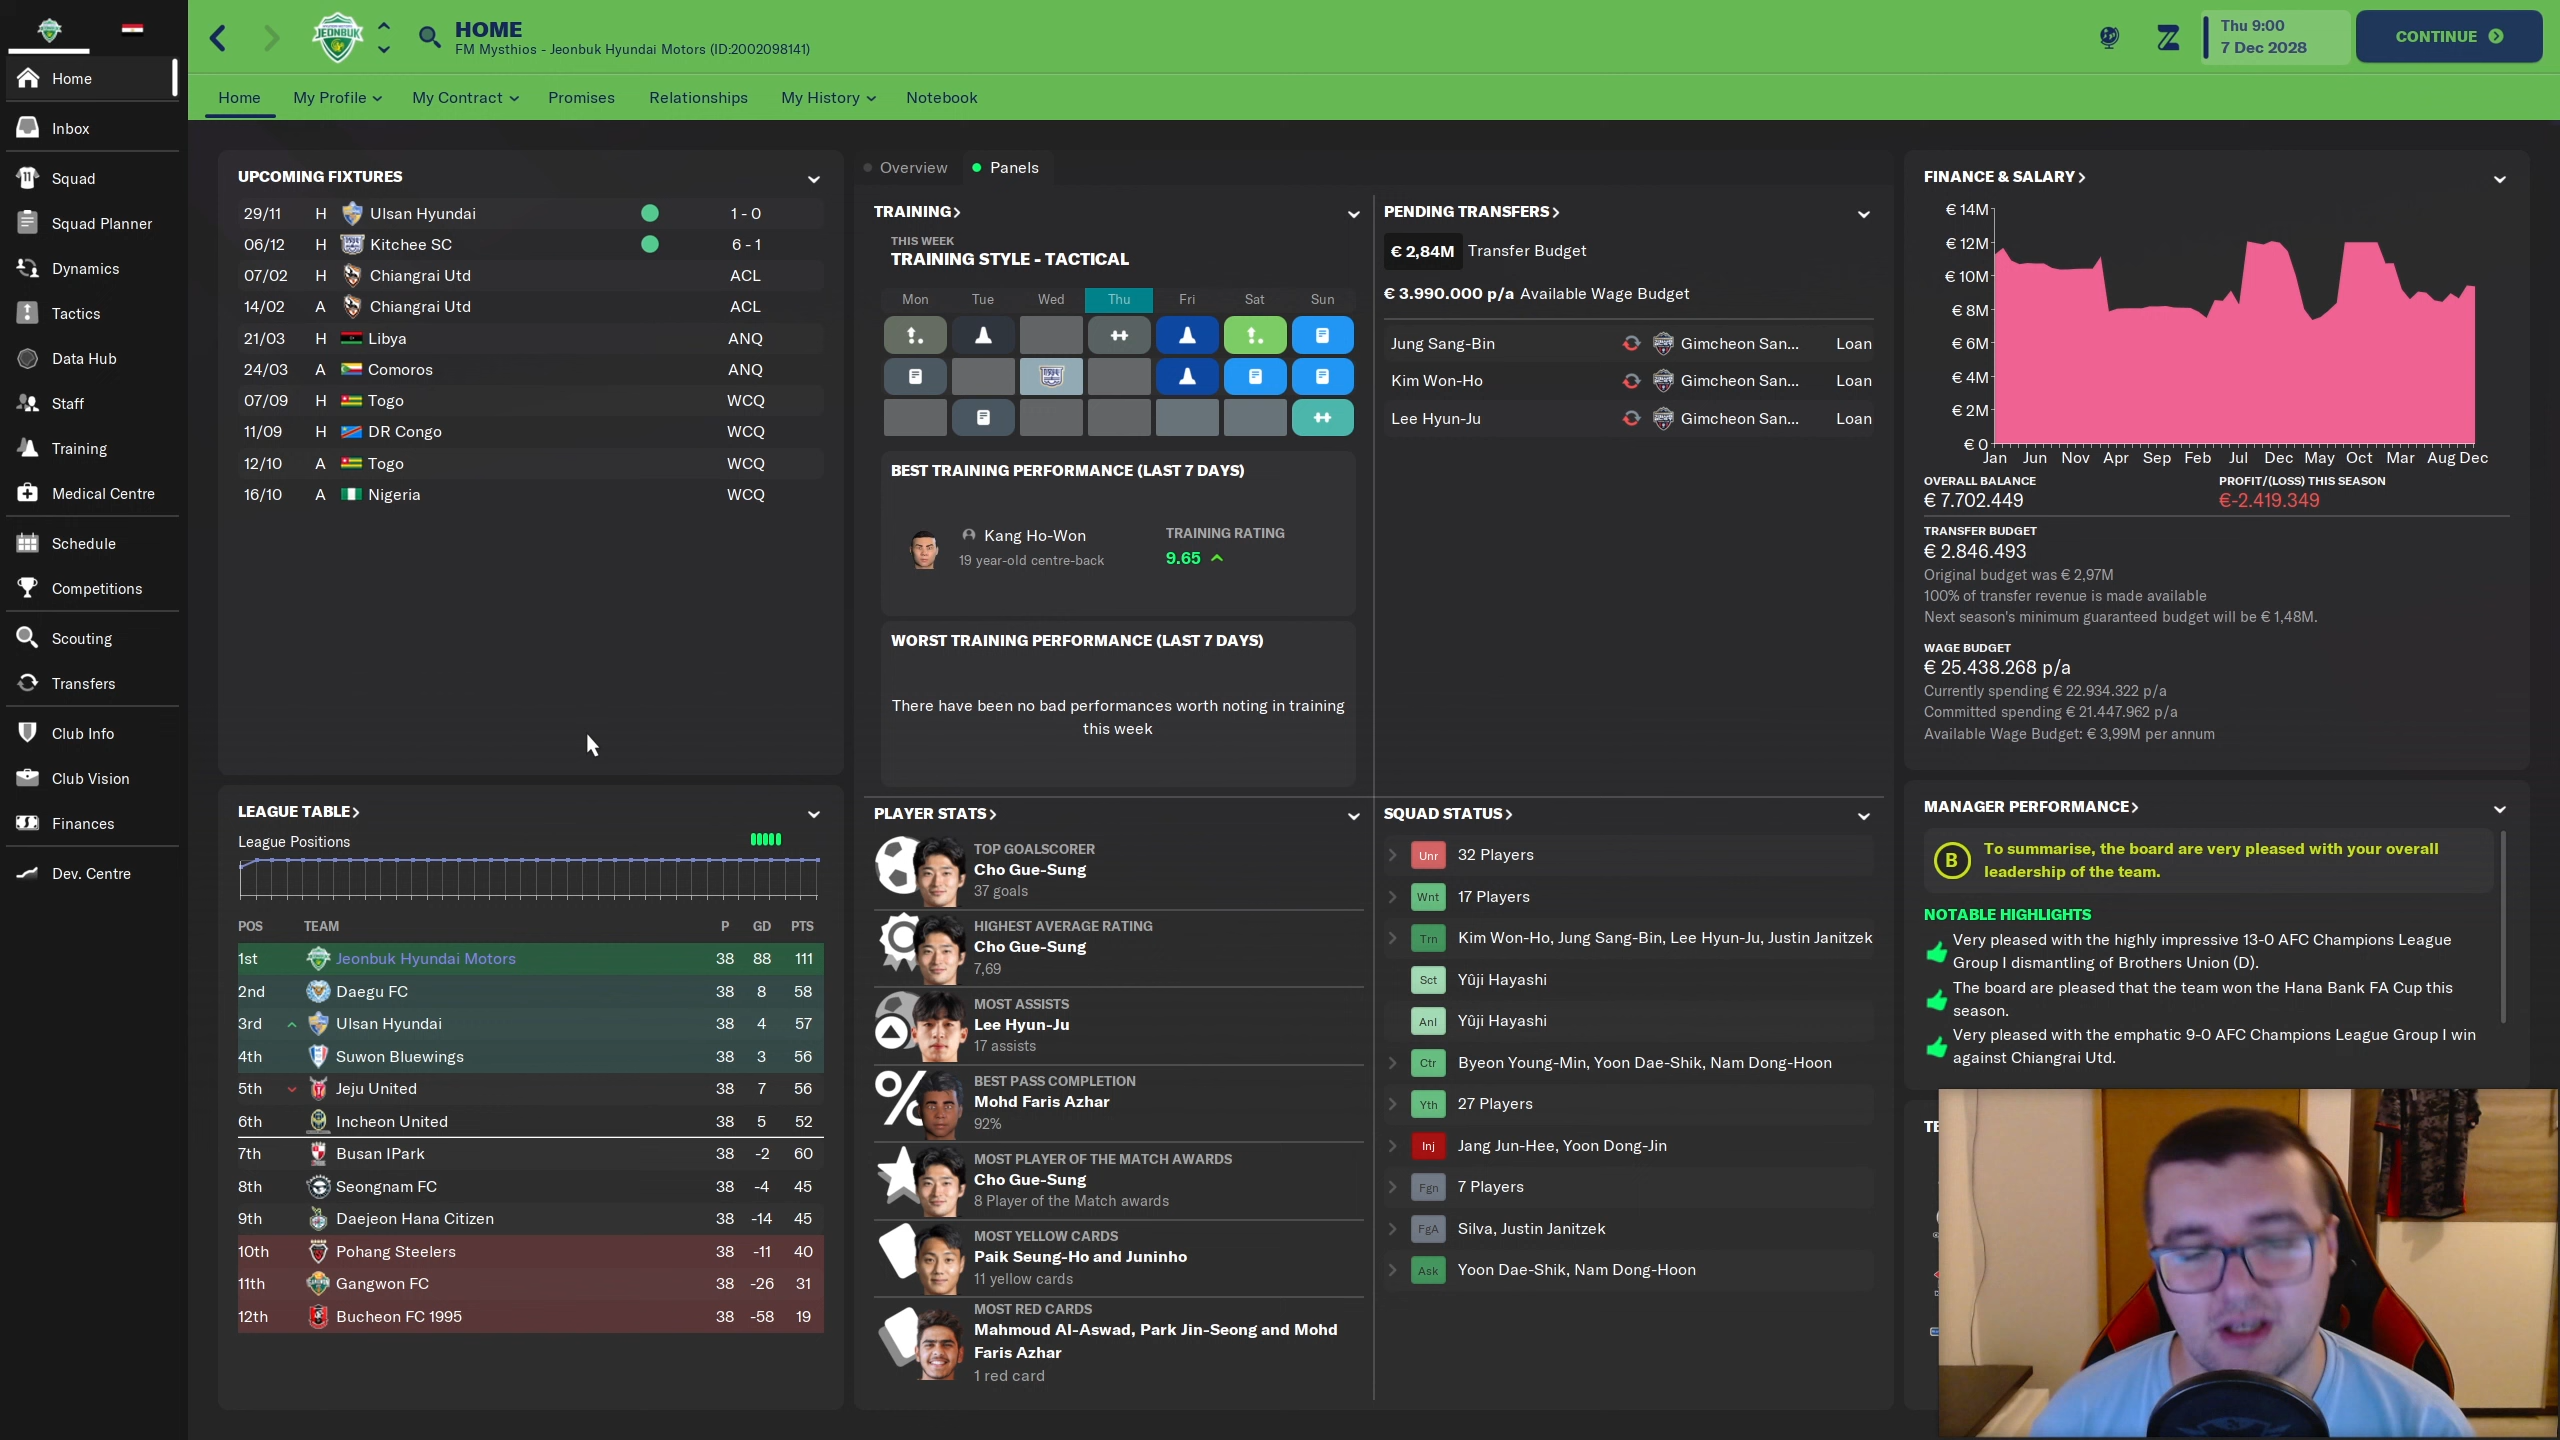 Home
Inbox
Squad
Squad Planner
Dynamics
Tactics
Data Hub
Staff
Training
Medical Centre
Schedule
Competitions
Scouting
Transfers
Club Info
Club Vision
Finances
Dev. Centre
HOME
FM Mysthios - Jeonbuk Hyundai Motors (ID:2002098141)
Thu 9:00
7 Dec 2028
CONTINUE
Home My Profile My Contract Promises Relationships My History Notebook
UPCOMING FIXTURES
29/11 H Ulsan Hyundai 1 - 0
06/12 H Kitchee SC 6 - 1
07/02 H Chiangrai Utd ACL
14/02 A Chiangrai Utd ACL
21/03 H Libya ANQ
24/03 A Comoros ANQ
07/09 H Togo WCQ
11/09 H DR Congo WCQ
12/10 A Togo WCQ
16/10 A Nigeria WCQ
LEAGUE TABLE
League Positions
POS TEAM P GD PTS
1st Jeonbuk Hyundai Motors 38 88 111
2nd Daegu FC 38 8 58
3rd Ulsan Hyundai 38 4 57
4th Suwon Bluewings 38 3 56
5th Jeju United 38 7 56
6th Incheon United 38 5 52
7th Busan IPark 38 -2 60
8th Seongnam FC 38 -4 45
9th Daejeon Hana Citizen 38 -14 45
10th Pohang Steelers 38 -11 40
11th Gangwon FC 38 -26 31
12th Bucheon FC 1995 38 -58 19
Overview Panels
TRAINING
THIS WEEK
TRAINING STYLE - TACTICAL
Mon Tue Wed Thu Fri Sat Sun
BEST TRAINING PERFORMANCE (LAST 7 DAYS)
Kang Ho-Won
19 year-old centre-back
TRAINING RATING
9.65
WORST TRAINING PERFORMANCE (LAST 7 DAYS)
There have been no bad performances worth noting in training
this week
PENDING TRANSFERS
€ 2,84M Transfer Budget
€ 3.990.000 p/a Available Wage Budget
Jung Sang-Bin Gimcheon San... Loan
Kim Won-Ho Gimcheon San... Loan
Lee Hyun-Ju Gimcheon San... Loan
PLAYER STATS
TOP GOALSCORER
Cho Gue-Sung
37 goals
HIGHEST AVERAGE RATING
Cho Gue-Sung
7,69
MOST ASSISTS
Lee Hyun-Ju
17 assists
BEST PASS COMPLETION
Mohd Faris Azhar
92%
MOST PLAYER OF THE MATCH AWARDS
Cho Gue-Sung
8 Player of the Match awards
MOST YELLOW CARDS
Paik Seung-Ho and Juninho
11 yellow cards
MOST RED CARDS
Mahmoud Al-Aswad, Park Jin-Seong and Mohd
Faris Azhar
1 red card
SQUAD STATUS
Unr 32 Players
Wnt 17 Players
Trn Kim Won-Ho, Jung Sang-Bin, Lee Hyun-Ju, Justin Janitzek
Sct Yûji Hayashi
Anl Yûji Hayashi
Ctr Byeon Young-Min, Yoon Dae-Shik, Nam Dong-Hoon
Yth 27 Players
Inj Jang Jun-Hee, Yoon Dong-Jin
Fgn 7 Players
FgA Silva, Justin Janitzek
Ask Yoon Dae-Shik, Nam Dong-Hoon
FINANCE & SALARY
€ 14M
€ 12M
€ 10M
€ 8M
€ 6M
€ 4M
€ 2M
€ 0
Jan Jun Nov Apr Sep Feb Jul Dec May Oct Mar Aug Dec
OVERALL BALANCE
€ 7.702.449
PROFIT/(LOSS) THIS SEASON
€-2.419.349
TRANSFER BUDGET
€ 2.846.493
Original budget was € 2,97M
100% of transfer revenue is made available
Next season's minimum guaranteed budget will be € 1,48M.
WAGE BUDGET
€ 25.438.268 p/a
Currently spending € 22.934.322 p/a
Committed spending € 21.447.962 p/a
Available Wage Budget: € 3,99M per annum
MANAGER PERFORMANCE
B
To summarise, the board are very pleased with your overall
leadership of the team.
NOTABLE HIGHLIGHTS
Very pleased with the highly impressive 13-0 AFC Champions League
Group I dismantling of Brothers Union (D).
The board are pleased that the team won the Hana Bank FA Cup this
season.
Very pleased with the emphatic 9-0 AFC Champions League Group I win
against Chiangrai Utd.